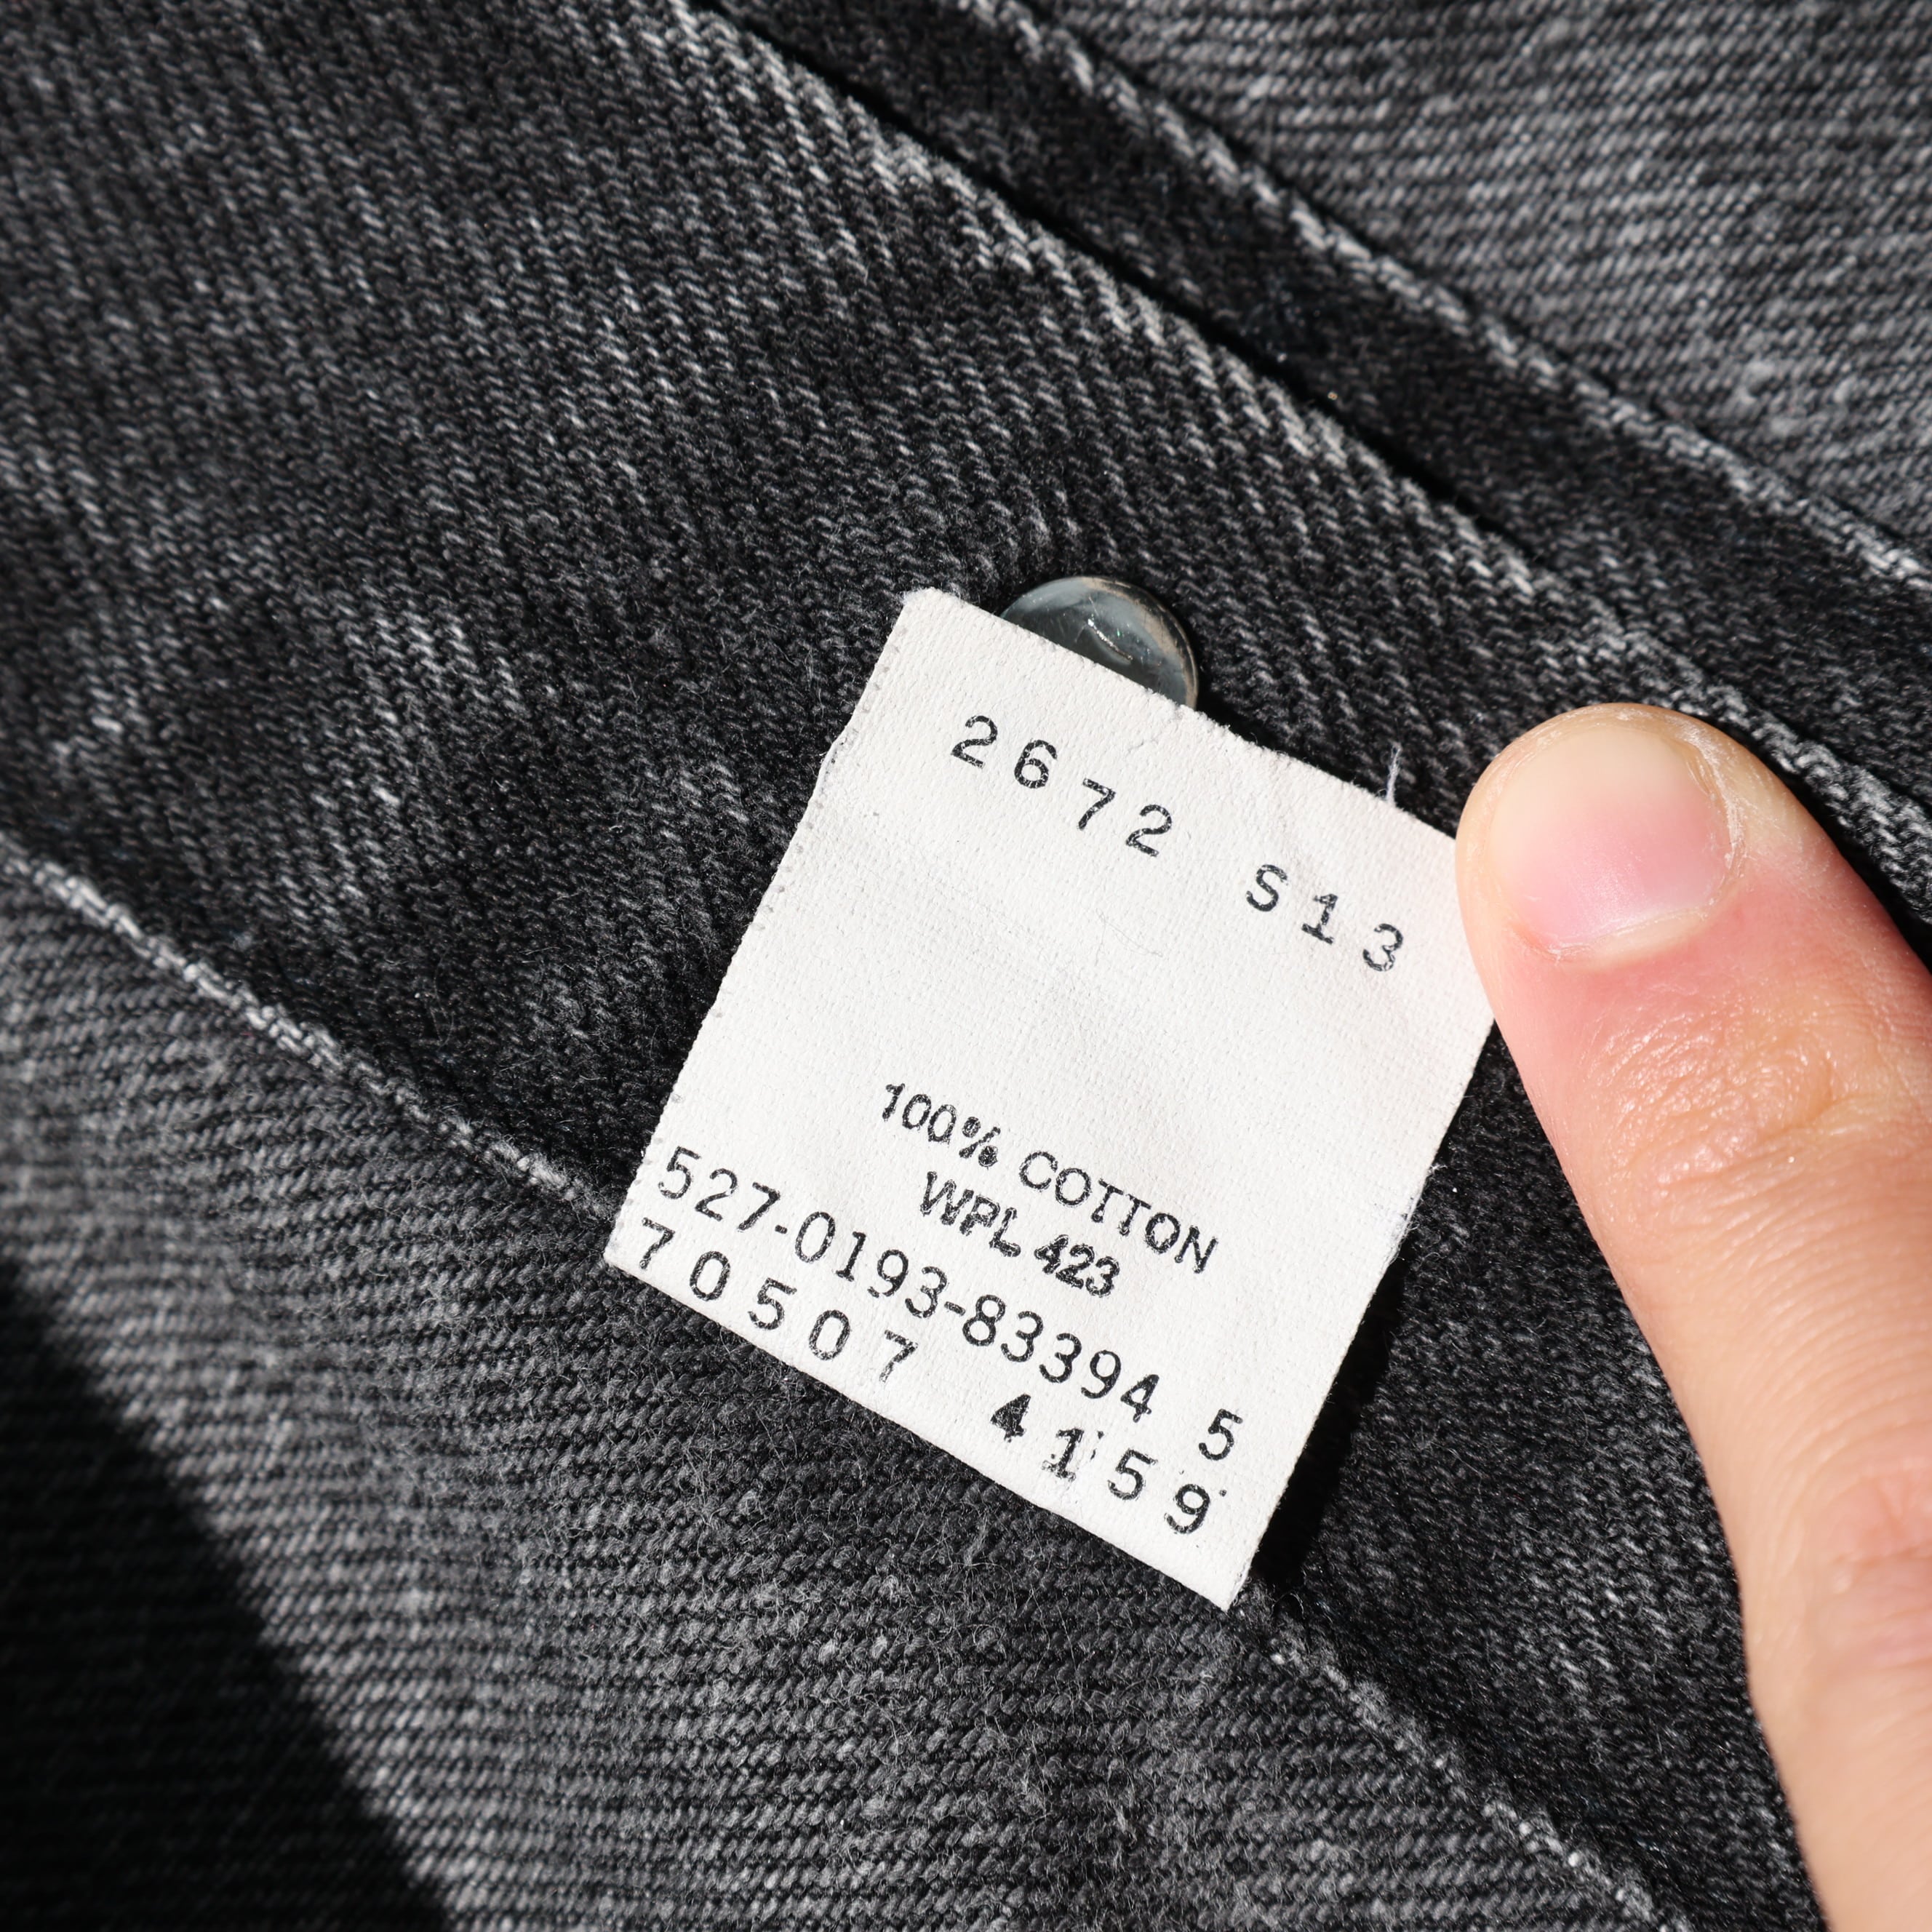 2672 S13
100% COTTON
WPL 423
527-0193-83394 5
70507 4159